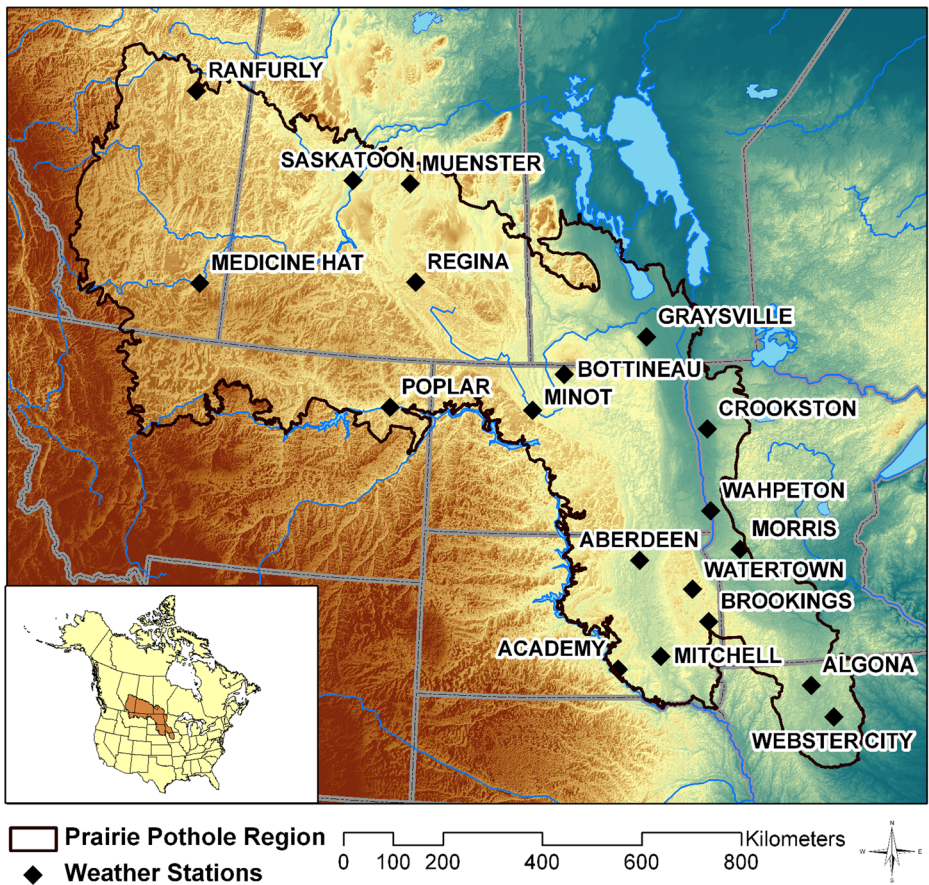 RANFURLY
SASKATOON
MUENSTER
MEDICINE HAT
REGINA
GRAYSVILLE
BOTTINEAU
POPLAR
MINOT
CROOKSTON
WAHPETON
MORRIS
ABERDEEN
WATERTOWN
BROOKINGS
ACADEMY
MITCHELL
ALGONA
WEBSTER CITY
Prairie Pothole Region
Weather Stations
Kilometers
0 100 200 400 600 800
N
W E
S